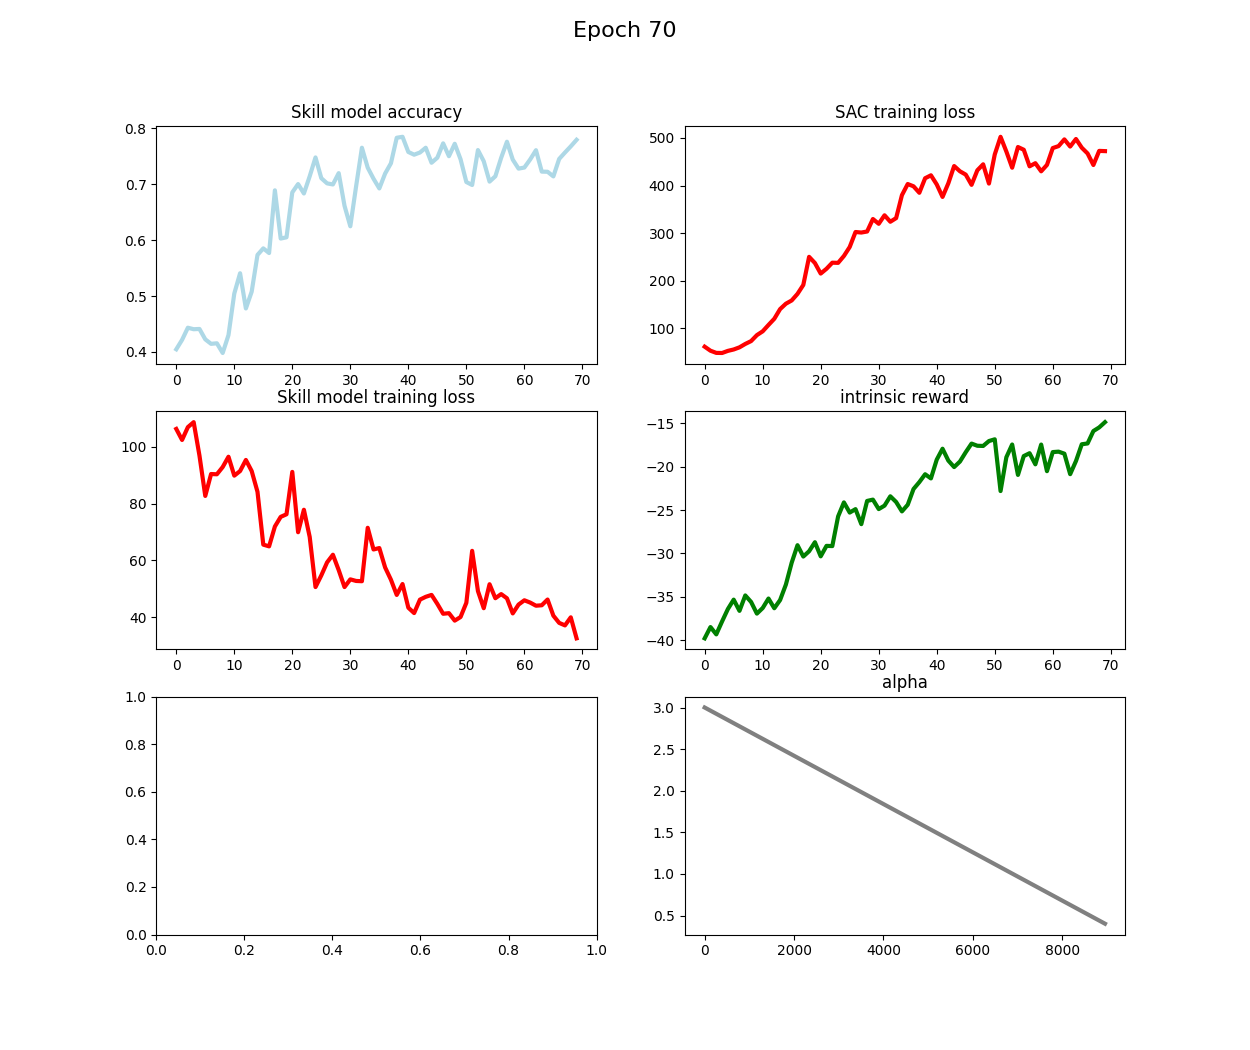 Epoch 70
Skill model accuracy
0.8
0.7
0.6
0.5
0.4
0 10 20 30 40 50 60 70
SAC training loss
500
400
300
200
100
0 10 20 30 40 50 60 70
Skill model training loss
100
80
60
40
0 10 20 30 40 50 60 70
intrinsic reward
−15
−20
−25
−30
−35
−40
0 10 20 30 40 50 60 70
1.0
0.8
0.6
0.4
0.2
0.0
0.0 0.2 0.4 0.6 0.8 1.0
alpha
3.0
2.5
2.0
1.5
1.0
0.5
0 2000 4000 6000 8000